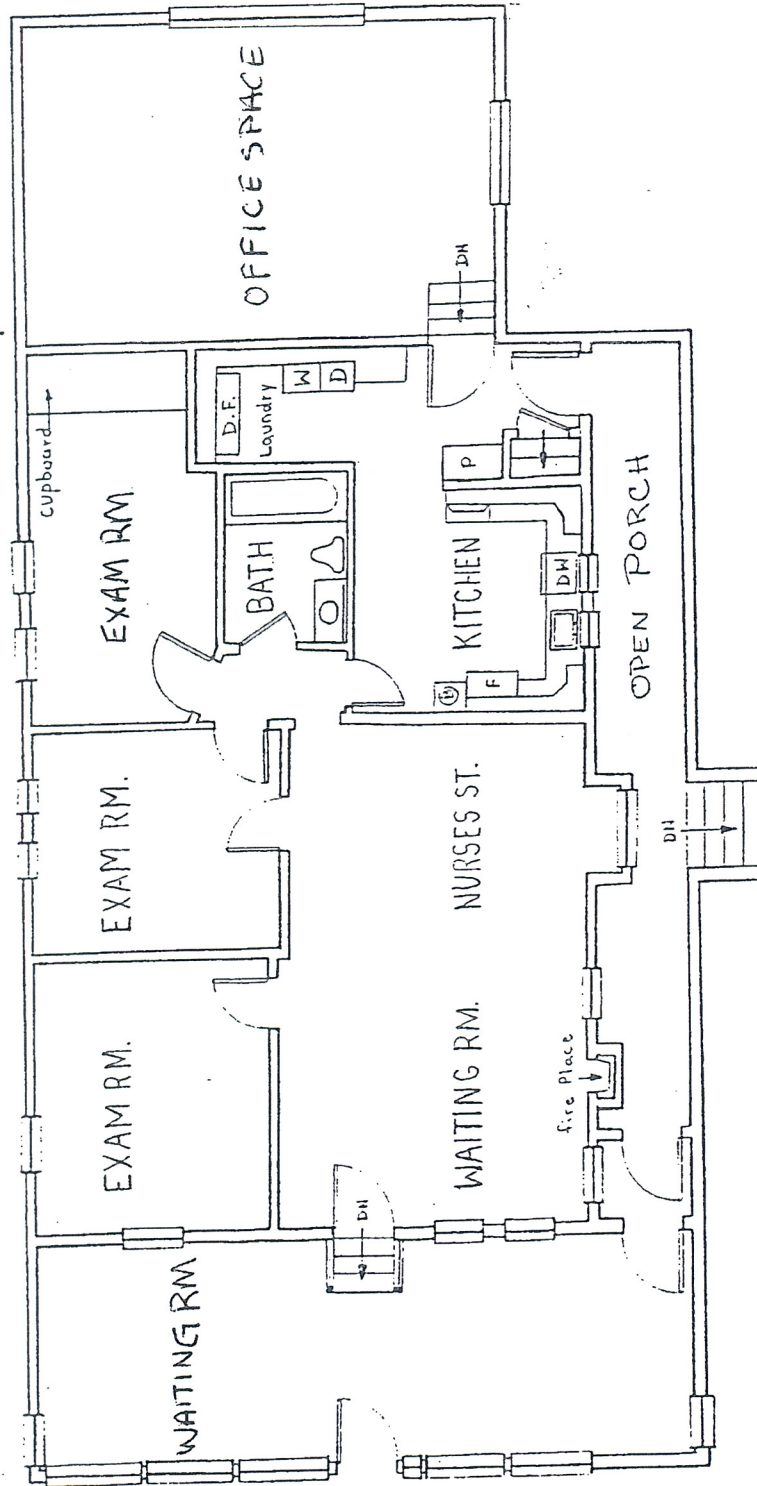 OFFICE SPACE
DN
cupboard
EXAM RM.
D.F.
Laundry
W
D
BATH
P
KITCHEN
DW
F
OPEN PORCH
EXAM RM.
NURSES ST.
DN
EXAM RM.
WAITING RM.
fire Place
DN
WAITING RM